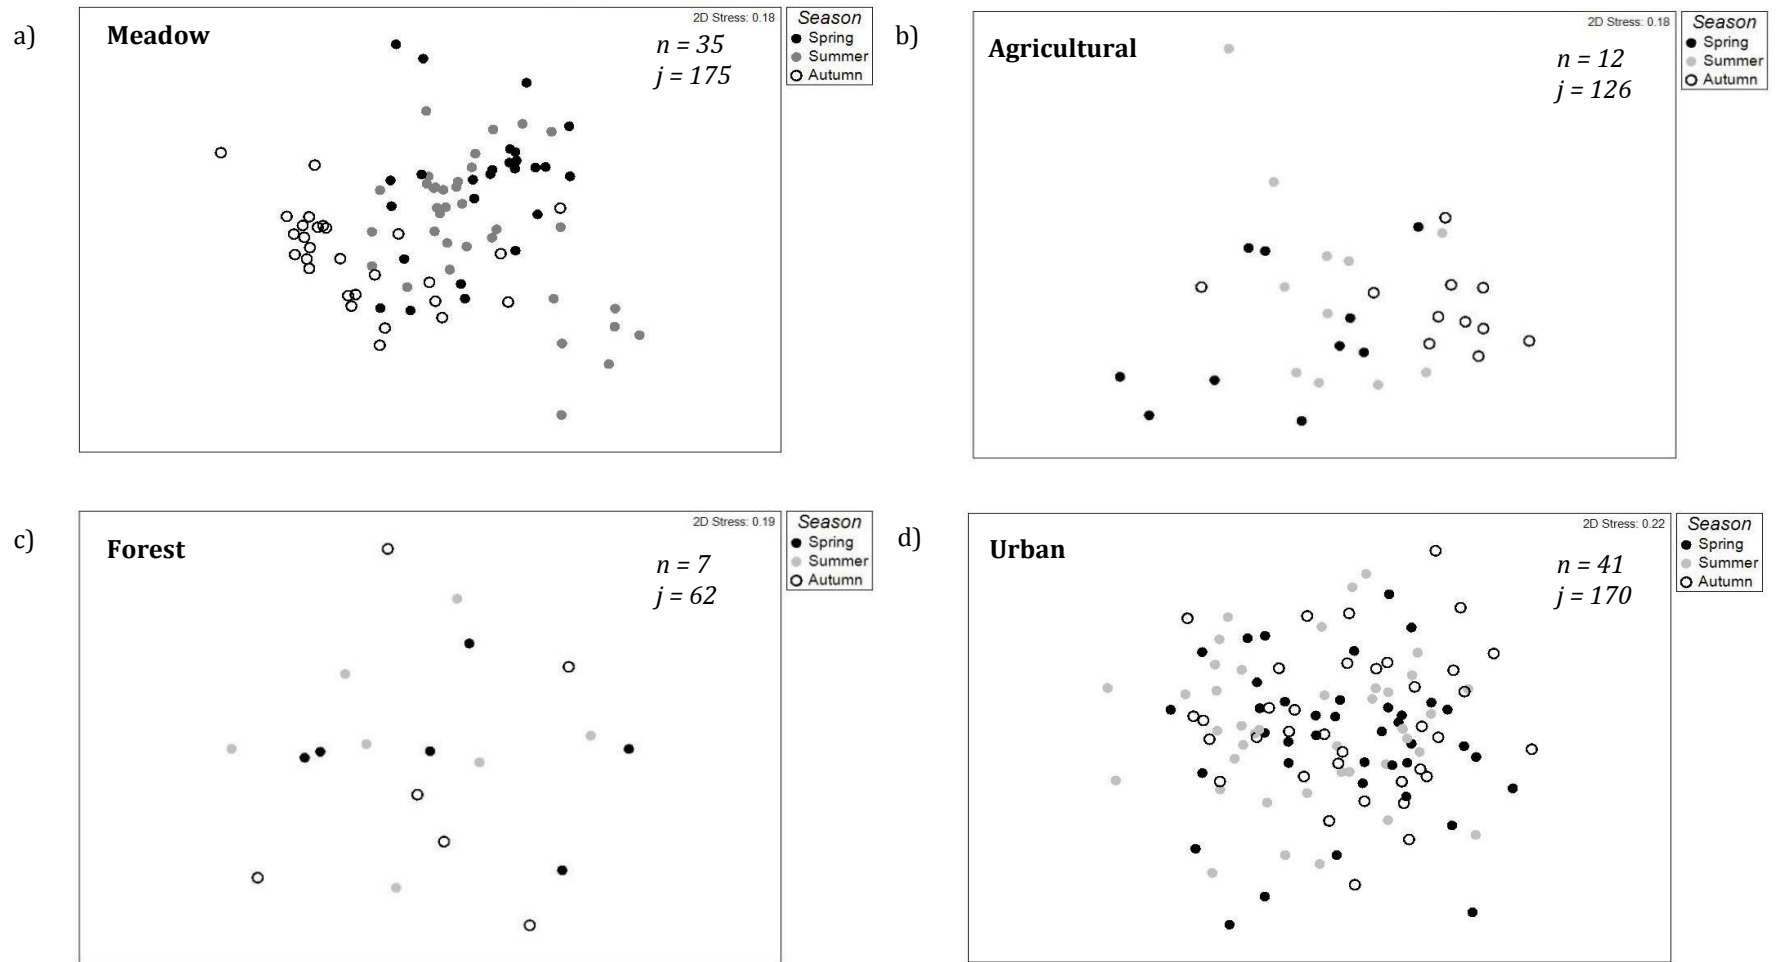 a)
Meadow
2D Stress: 0.18
n = 35
j = 175
Season
Spring
Summer
Autumn
b)
Agricultural
2D Stress: 0.18
n = 12
j = 126
Season
Spring
Summer
Autumn
c)
Forest
2D Stress: 0.19
n = 7
j = 62
Season
Spring
Summer
Autumn
d)
Urban
2D Stress: 0.22
n = 41
j = 170
Season
Spring
Summer
Autumn